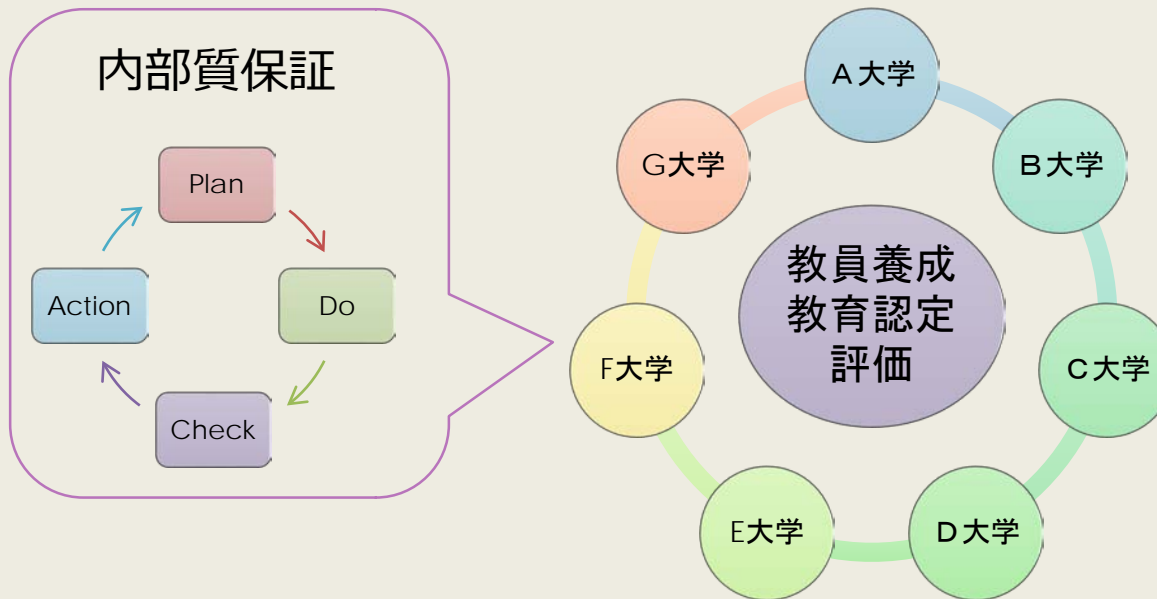 内部質保証
Plan
Do
Check
Action
A大学
B大学
C大学
D大学
E大学
F大学
G大学
教員養成
教育認定
評価